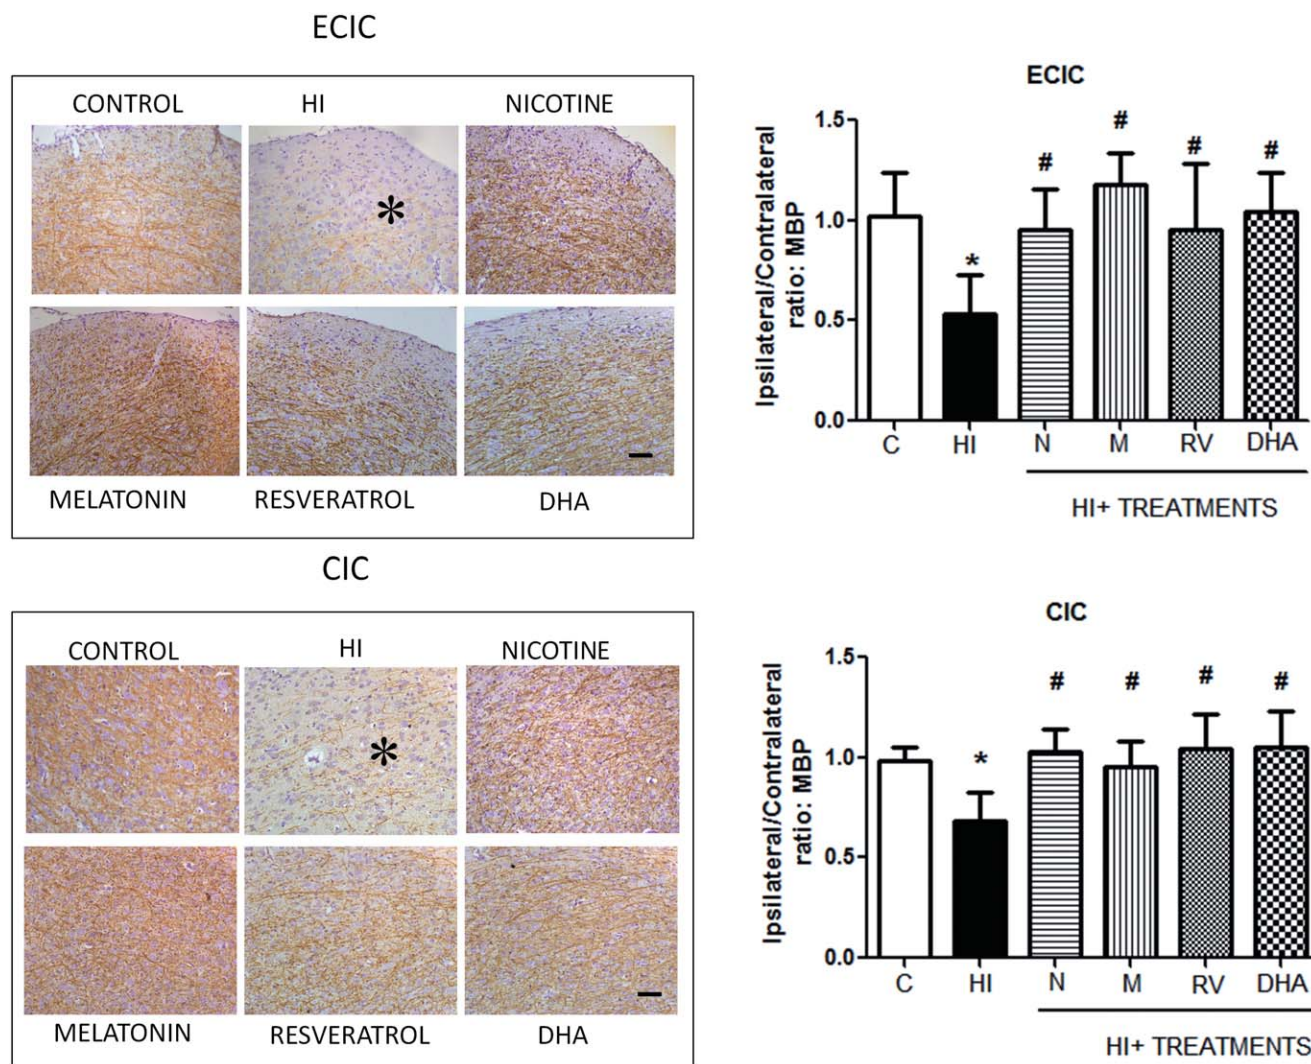 ECIC
CONTROL HI NICOTINE
*
MELATONIN RESVERATROL DHA
CIC
CONTROL HI NICOTINE
*
MELATONIN RESVERATROL DHA
ECIC
Ipsilateral/Contralateral
ratio: MBP
1.5
1.0
0.5
0.0
* # # # #
C HI N M RV DHA
HI+ TREATMENTS
CIC
Ipsilateral/Contralateral
ratio: MBP
1.5
1.0
0.5
0.0
* # # # #
C HI N M RV DHA
HI+ TREATMENTS